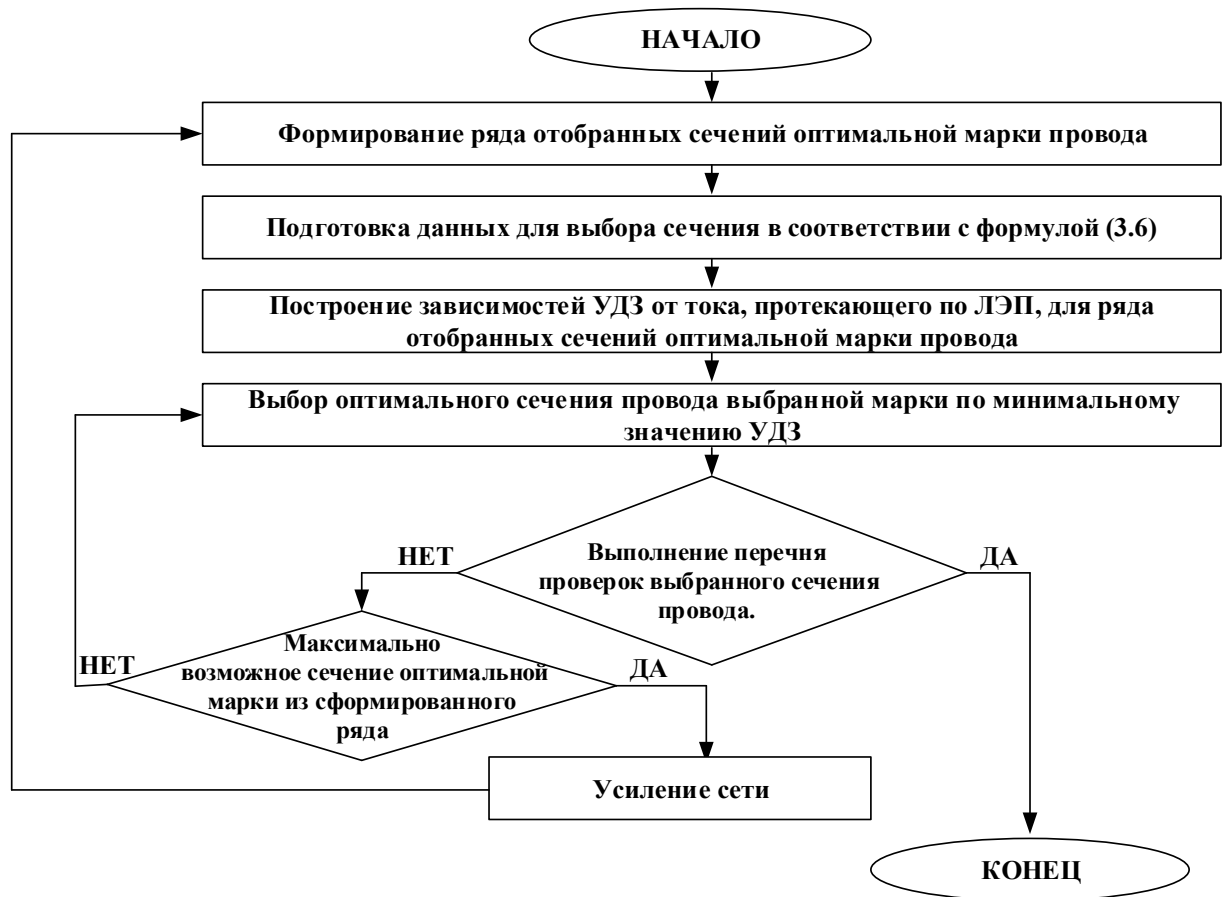 НАЧАЛО
Формирование ряда отобранных сечений оптимальной марки провода
Подготовка данных для выбора сечения в соответствии с формулой (3.6)
Построение зависимостей УДЗ от тока, протекающего по ЛЭП, для ряда
отобранных сечений оптимальной марки провода
Выбор оптимального сечения провода выбранной марки по минимальному
значению УДЗ
НЕТ
Выполнение перечня
проверок выбранного сечения
провода.
ДА
НЕТ
Максимально
возможное сечение оптимальной
марки из сформированного
ряда
ДА
Усиление сети
КОНЕЦ